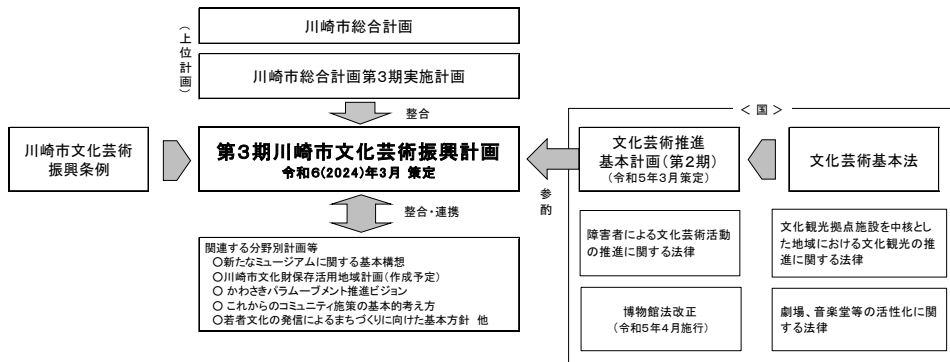 (上位計画)
川崎市総合計画
川崎市総合計画第3期実施計画
整合
川崎市文化芸術
振興条例
第3期川崎市文化芸術振興計画
令和6(2024)年3月 策定
整合・連携
関連する分野別計画等
○新たなミュージアムに関する基本構想
○川崎市文化財保存活用地域計画(作成予定)
○ かわさきパラムーブメント推進ビジョン
○ これからのコミュニティ施策の基本的考え方
○ 若者文化の発信によるまちづくりに向けた基本方針 他
参酌
<国>
文化芸術推進
基本計画(第2期)
(令和5年3月策定)
文化芸術基本法
障害者による文化芸術活動
の推進に関する法律
文化観光拠点施設を中核とし
た地域における文化観光の推
進に関する法律
博物館法改正
(令和5年4月施行)
劇場、音楽堂等の活性化に関
する法律